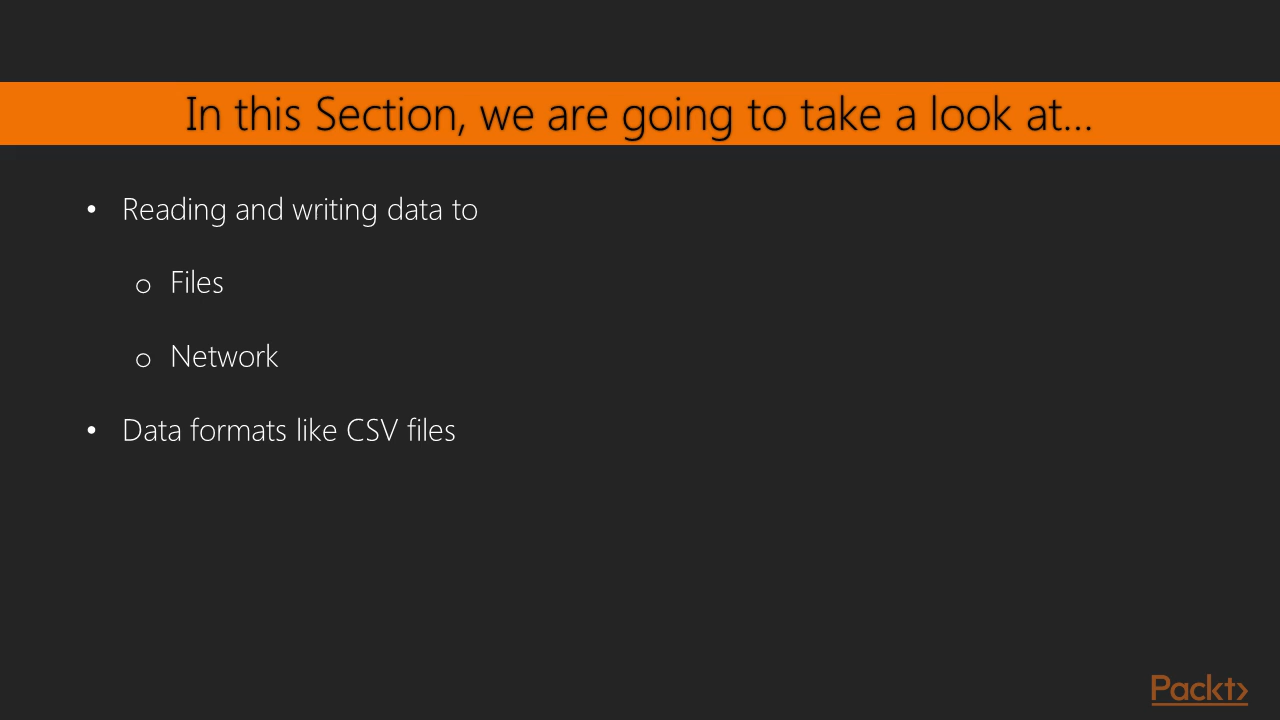 In this Section, we are going to take a look at...
• Reading and writing data to
o Files
o Network
• Data formats like CSV files
Packt>